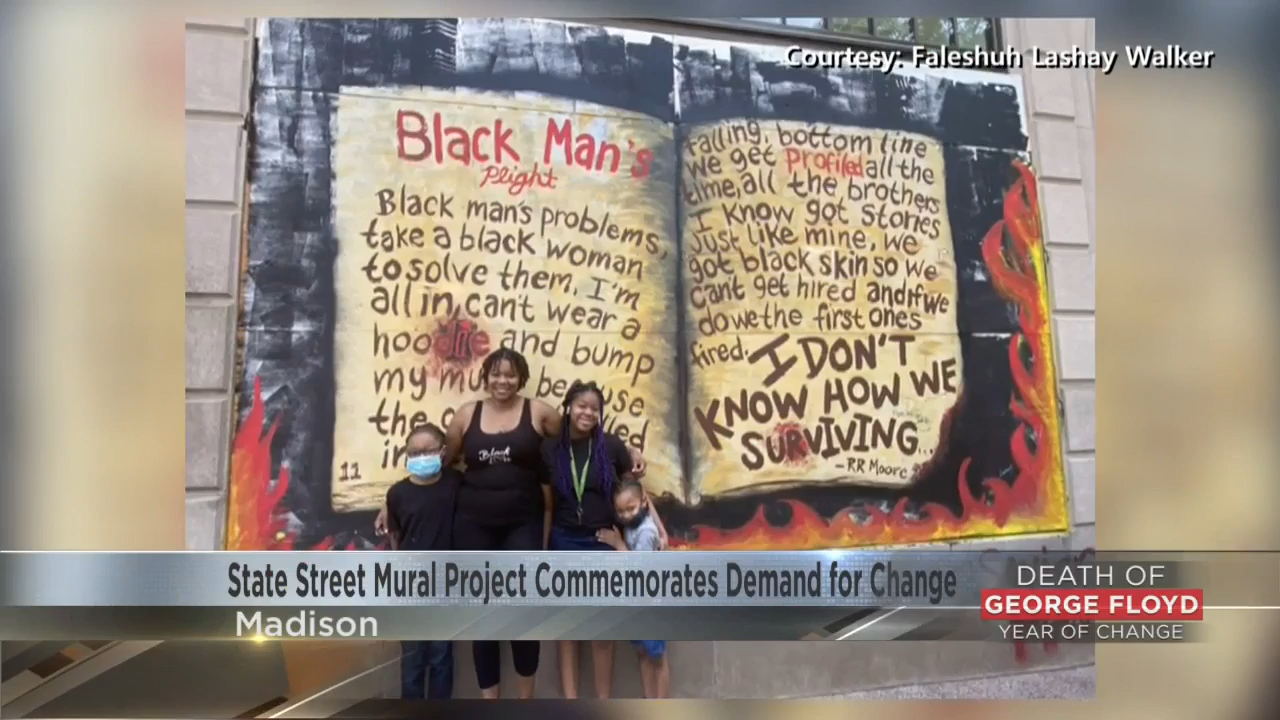 Courtesy: Faleshuh Lashay Walker
Black Man's
Plight
Black man's problems,
take a black woman
to solve them, I'm
all in, can't wear a
hoodie and bump
my
the
11
falling, bottom line
we get Profiled all the
time, all the brothers
I know got stories
Just like mine, we
got black skin so we
can't get hired and if we
do we the first ones
fired. I DON'T
KNOW HOW WE
SURVIVING...
-RR Moore
State Street Mural Project Commemorates Demand for Change
Madison
DEATH OF
GEORGE FLOYD
YEAR OF CHANGE